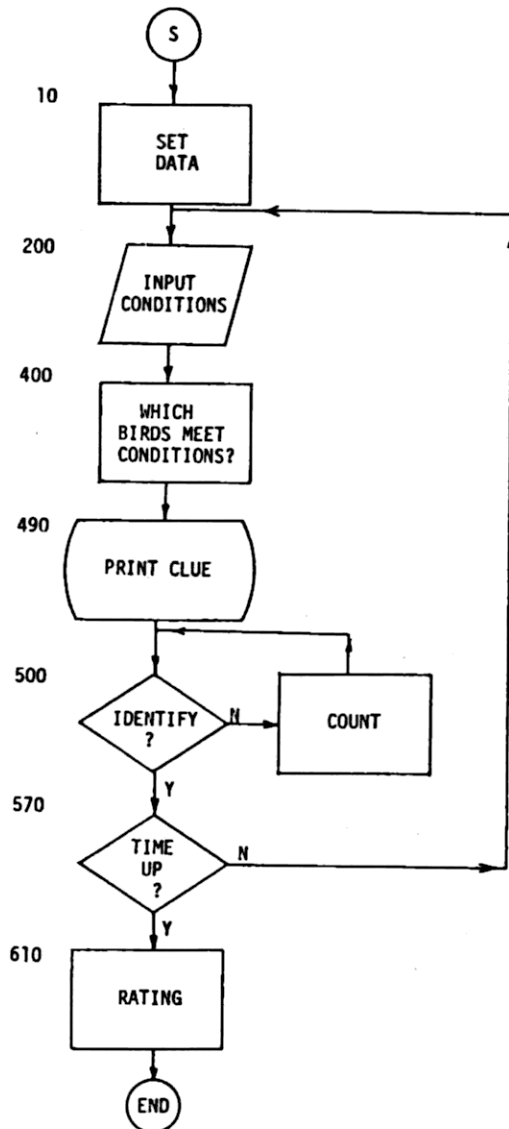 S
10
SET
DATA
200
INPUT
CONDITIONS
400
WHICH
BIRDS MEET
CONDITIONS?
490
PRINT CLUE
500
IDENTIFY
?
N
COUNT
Y
570
TIME
UP
?
N
Y
610
RATING
END